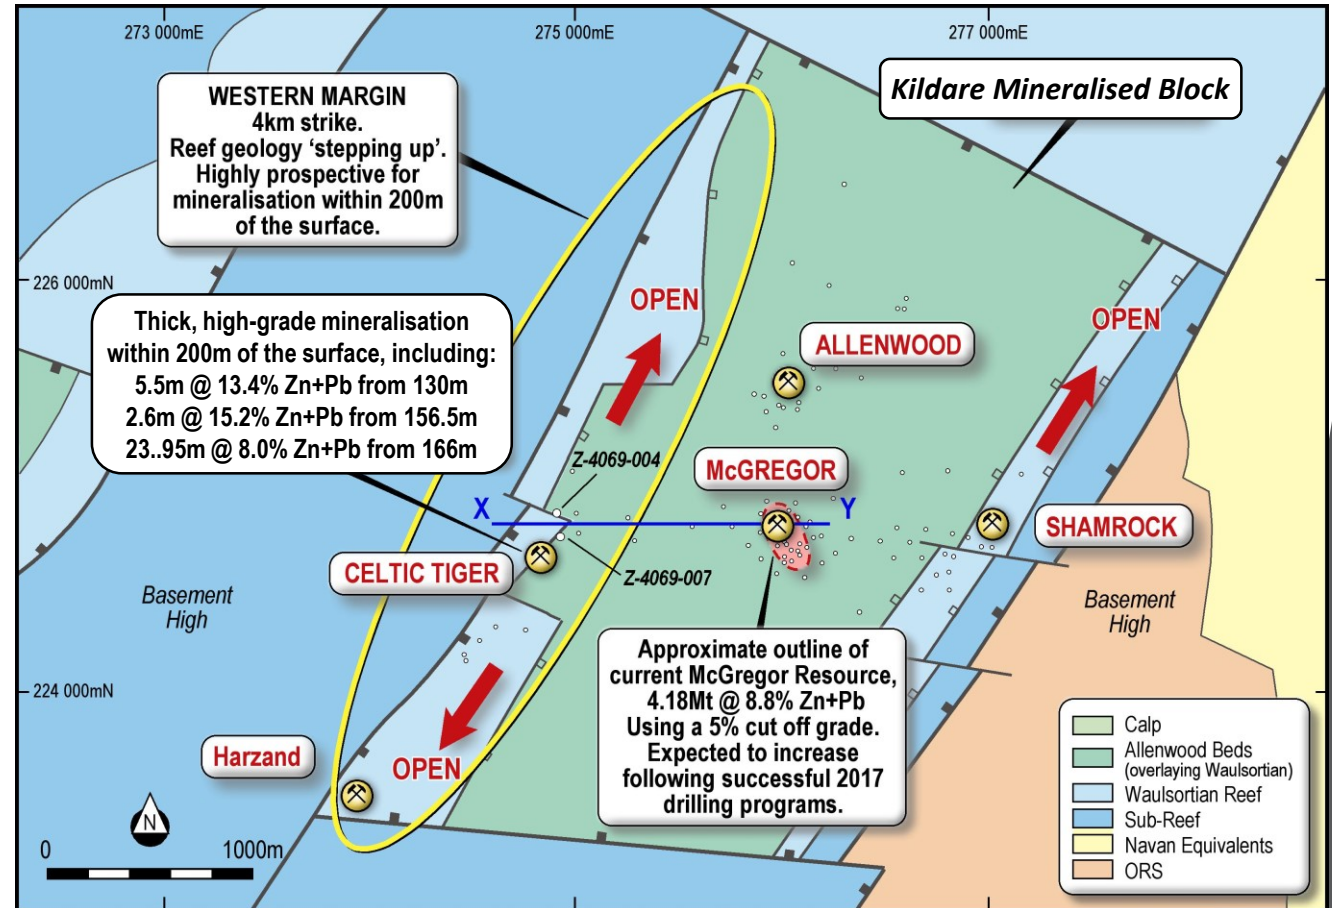 273 000mE
275 000mE
277 000mE
WESTERN MARGIN
4km strike.
Reef geology ‘stepping up’.
Highly prospective for
mineralisation within 200m
of the surface.
Kildare Mineralised Block
226 000mN
Thick, high-grade mineralisation
within 200m of the surface, including:
5.5m @ 13.4% Zn+Pb from 130m
2.6m @ 15.2% Zn+Pb from 156.5m
23..95m @ 8.0% Zn+Pb from 166m
OPEN
OPEN
ALLENWOOD
Z-4069-004
McGREGOR
X
Y
SHAMROCK
CELTIC TIGER
Z-4069-007
Basement
High
Basement
High
Approximate outline of
current McGregor Resource,
4.18Mt @ 8.8% Zn+Pb
Using a 5% cut off grade.
Expected to increase
following successful 2017
drilling programs.
224 000mN
Harzand
OPEN
N
0
1000m
Calp
Allenwood Beds
(overlaying Waulsortian)
Waulsortian Reef
Sub-Reef
Navan Equivalents
ORS